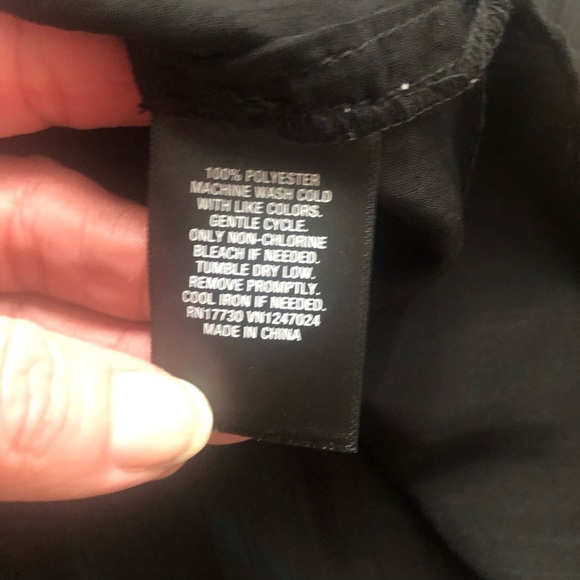 100% POLYESTER
MACHINE WASH COLD
WITH LIKE COLORS.
GENTLE CYCLE.
ONLY NON-CHLORINE
BLEACH IF NEEDED.
TUMBLE DRY LOW.
REMOVE PROMPTLY.
COOL IRON IF NEEDED.
RN17730 VN1247024
MADE IN CHINA